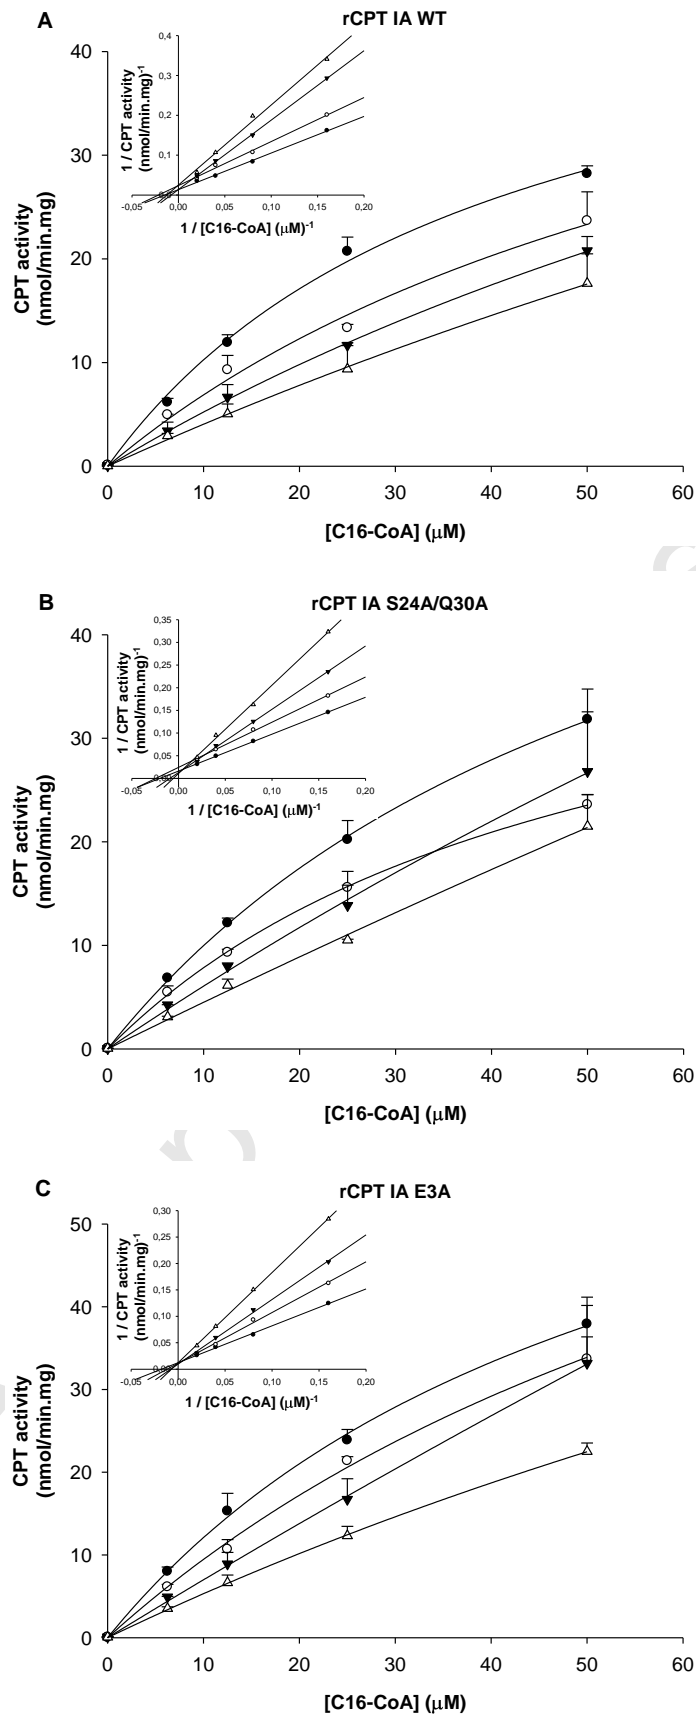 A
rCPT IA WT
40
30
20
10
0
CPT activity
(nmol/min.mg)
0 10 20 30 40 50 60
[C16-CoA] (μM)
0,4
0,3
0,2
0,1
1 / CPT activity
(nmol/min.mg)-1
-0,05 0,00 0,05 0,10 0,15 0,20
1 / [C16-CoA] (μM)-1
B
rCPT IA S24A/Q30A
40
30
20
10
0
CPT activity
(nmol/min.mg)
0 10 20 30 40 50 60
[C16-CoA] (μM)
0,35
0,30
0,25
0,20
0,15
0,10
0,05
0,00
1 / CPT activity
(nmol/min.mg)-1
-0,05 0,00 0,05 0,10 0,15 0,20
1 / [C16-CoA] (μM)-1
C
rCPT IA E3A
50
40
30
20
10
0
CPT activity
(nmol/min.mg)
0 10 20 30 40 50 60
[C16-CoA] (μM)
0,30
0,25
0,20
0,15
0,10
0,05
1 / CPT activity
(nmol/min.mg)-1
-0,05 0,00 0,05 0,10 0,15 0,20
1 / [C16-CoA] (μM)-1